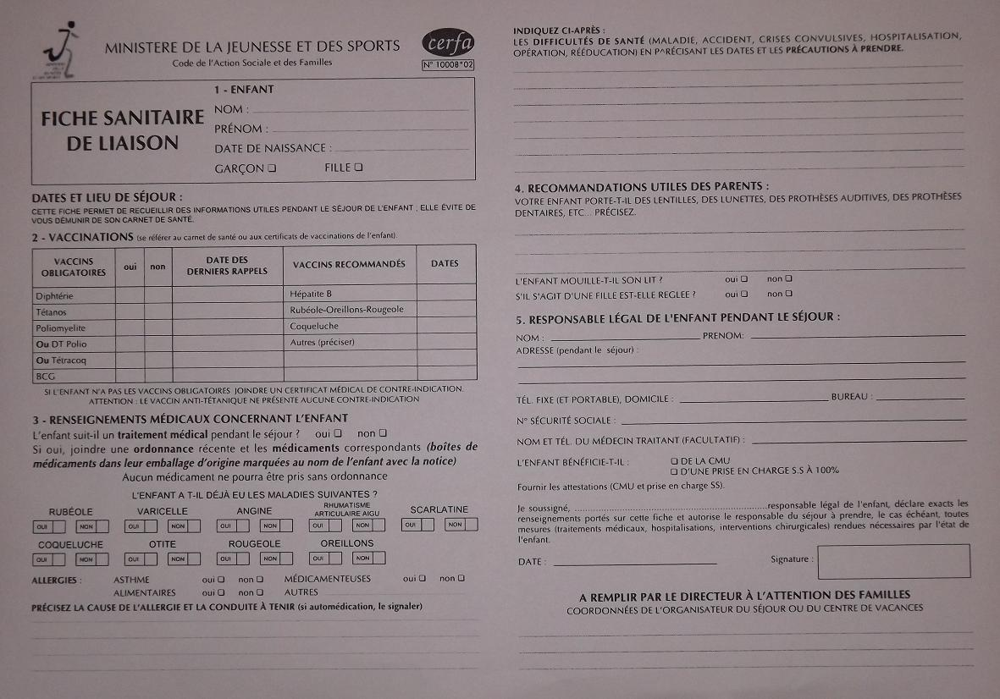 MINISTERE DE LA JEUNESSE ET DES SPORTS
Code de l'Action Sociale et des Familles
cerfa
N° 10008*02
FICHE SANITAIRE
DE LIAISON
1 - ENFANT
NOM :
PRÉNOM :
DATE DE NAISSANCE :
GARÇON ❑ FILLE ❑
DATES ET LIEU DE SÉJOUR :
CETTE FICHE PERMET DE RECUEILLIR DES INFORMATIONS UTILES PENDANT LE SÉJOUR DE L'ENFANT ; ELLE ÉVITE DE
VOUS DÉMUNIR DE SON CARNET DE SANTÉ.
2 - VACCINATIONS (se référer au carnet de santé ou aux certificats de vaccinations de l'enfant).
VACCINS OBLIGATOIRES oui non DATE DES DERNIERS RAPPELS VACCINS RECOMMANDÉS DATES
Diphtérie Hépatite B
Tétanos Rubéole-Oreillons-Rougeole
Poliomyelite Coqueluche
Ou DT Polio Autres (préciser)
Ou Tétracoq
BCG
SI L'ENFANT N'A PAS LES VACCINS OBLIGATOIRES JOINDRE UN CERTIFICAT MÉDICAL DE CONTRE-INDICATION.
ATTENTION : LE VACCIN ANTI-TÉTANIQUE NE PRÉSENTE AUCUNE CONTRE-INDICATION
3 - RENSEIGNEMENTS MÉDICAUX CONCERNANT L'ENFANT
L'enfant suit-il un traitement médical pendant le séjour ? oui ❑ non ❑
Si oui, joindre une ordonnance récente et les médicaments correspondants (boîtes de
médicaments dans leur emballage d'origine marquées au nom de l'enfant avec la notice)
Aucun médicament ne pourra être pris sans ordonnance
L'ENFANT A T-IL DÉJÀ EU LES MALADIES SUIVANTES ?
RUBÉOLE VARICELLE ANGINE RHUMATISME ARTICULAIRE AIGU SCARLATINE
OUI NON OUI NON OUI NON OUI NON OUI NON
COQUELUCHE OTITE ROUGEOLE OREILLONS
OUI NON OUI NON OUI NON OUI NON
ALLERGIES : ASTHME oui ❑ non ❑ MÉDICAMENTEUSES oui ❑ non ❑
ALIMENTAIRES oui ❑ non ❑ AUTRES
PRÉCISEZ LA CAUSE DE L'ALLERGIE ET LA CONDUITE À TENIR (si automédication, le signaler)
INDIQUEZ CI-APRÈS :
LES DIFFICULTÉS DE SANTÉ (MALADIE, ACCIDENT, CRISES CONVULSIVES, HOSPITALISATION,
OPÉRATION, RÉÉDUCATION) EN P^RÉCISANT LES DATES ET LES PRÉCAUTIONS À PRENDRE.
4. RECOMMANDATIONS UTILES DES PARENTS :
VOTRE ENFANT PORTE-T-IL DES LENTILLES, DES LUNETTES, DES PROTHÈSES AUDITIVES, DES PROTHÈSES
DENTAIRES, ETC... PRÉCISEZ.
L'ENFANT MOUILLE-T-IL SON LIT ? oui ❑ non ❑
S'IL S'AGIT D'UNE FILLE EST-ELLE REGLEE ? oui ❑ non ❑
5. RESPONSABLE LÉGAL DE L'ENFANT PENDANT LE SÉJOUR :
NOM : PRENOM:
ADRESSE (pendant le séjour) :
TÉL. FIXE (ET PORTABLE), DOMICILE : BUREAU :
N° SÉCURITÉ SOCIALE :
NOM ET TÉL. DU MÉDECIN TRAITANT (FACULTATIF) :
L'ENFANT BÉNÉFICIE-T-IL : ❑ DE LA CMU
❑ D'UNE PRISE EN CHARGE S.S À 100%
Fournir les attestations (CMU et prise en charge SS).
Je soussigné, ........................................responsable légal de l'enfant, déclare exacts les
renseignements portés sur cette fiche et autorise le responsable du séjour à prendre, le cas échéant, toutes
mesures (traitements médicaux, hospitalisations, interventions chirurgicales) rendues nécessaires par l'état de
l'enfant.
DATE : Signature :
A REMPLIR PAR LE DIRECTEUR À L'ATTENTION DES FAMILLES
COORDONNÉES DE L'ORGANISATEUR DU SÉJOUR OU DU CENTRE DE VACANCES